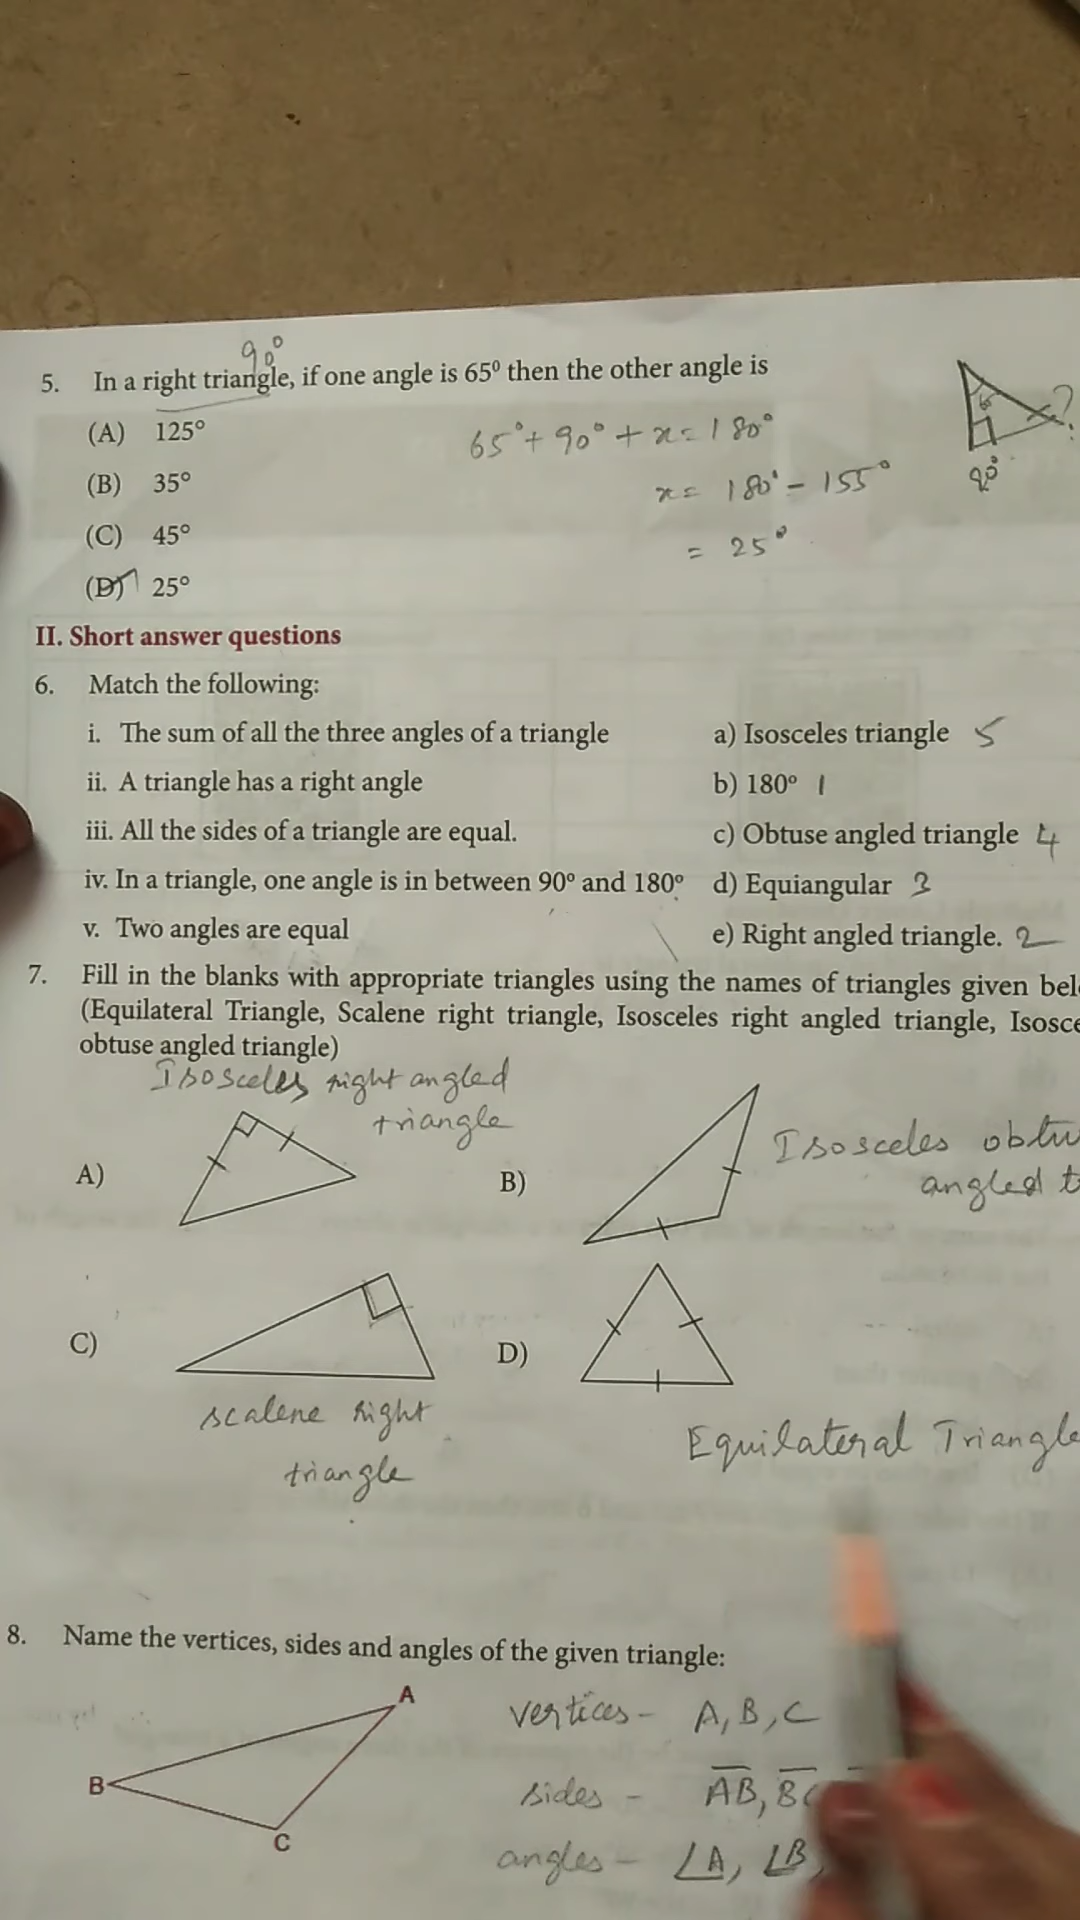 90°
5. In a right triangle, if one angle is 65⁰ then the other angle is
(A) 125°
(B) 35°
(C) 45°
(D) 25°
65° + 90° + x = 180°
x = 180° - 155°
= 25°
?
90°
II. Short answer questions
6. Match the following:
i. The sum of all the three angles of a triangle a) Isosceles triangle 5
ii. A triangle has a right angle b) 180° 1
iii. All the sides of a triangle are equal. c) Obtuse angled triangle 4
iv. In a triangle, one angle is in between 90° and 180° d) Equiangular 3
v. Two angles are equal e) Right angled triangle. 2
7. Fill in the blanks with appropriate triangles using the names of triangles given
(Equilateral Triangle, Scalene right triangle, Isosceles right angled triangle,
obtuse angled triangle)
Isosceles right angled
triangle
A)
B)
Isosceles
angled
C)
D)
scalene right
triangle
Equilateral Triangle
8. Name the vertices, sides and angles of the given triangle:
A
B
C
vertices - A, B, C
sides - AB,
angles - ∠A, ∠B,